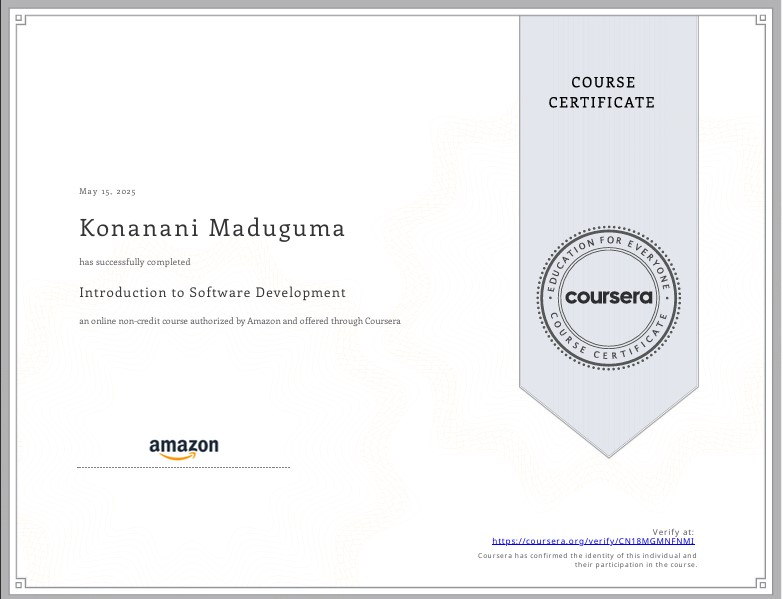 COURSE
CERTIFICATE
May 15, 2025
Konanani Maduguma
has successfully completed
Introduction to Software Development
an online non-credit course authorized by Amazon and offered through Coursera
EDUCATION FOR EVERYONE
coursera
COURSE CERTIFICATE
amazon
Verify at:
https://coursera.org/verify/CN18MGMNFNMI
Coursera has confirmed the identity of this individual and
their participation in the course.